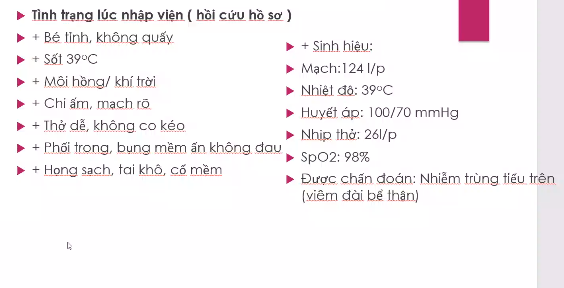 Tình trạng lúc nhập viện ( hồi cứu hồ sơ )
+ Bé tỉnh, không quấy
+ Sốt 39°C
+ Môi hồng/ khí trời
+ Chi ấm, mạch rõ
+ Thở dễ, không co kéo
+ Phổi trong, bụng mềm ấn không đau
+ Họng sạch, tai khô, cổ mềm
+ Sinh hiệu:
Mạch:124 l/p
Nhiệt độ: 39°C
Huyết áp: 100/70 mmHg
Nhịp thở: 26l/p
SpO2: 98%
Được chấn đoán: Nhiễm trùng tiểu trên
(viêm đài bể thận)